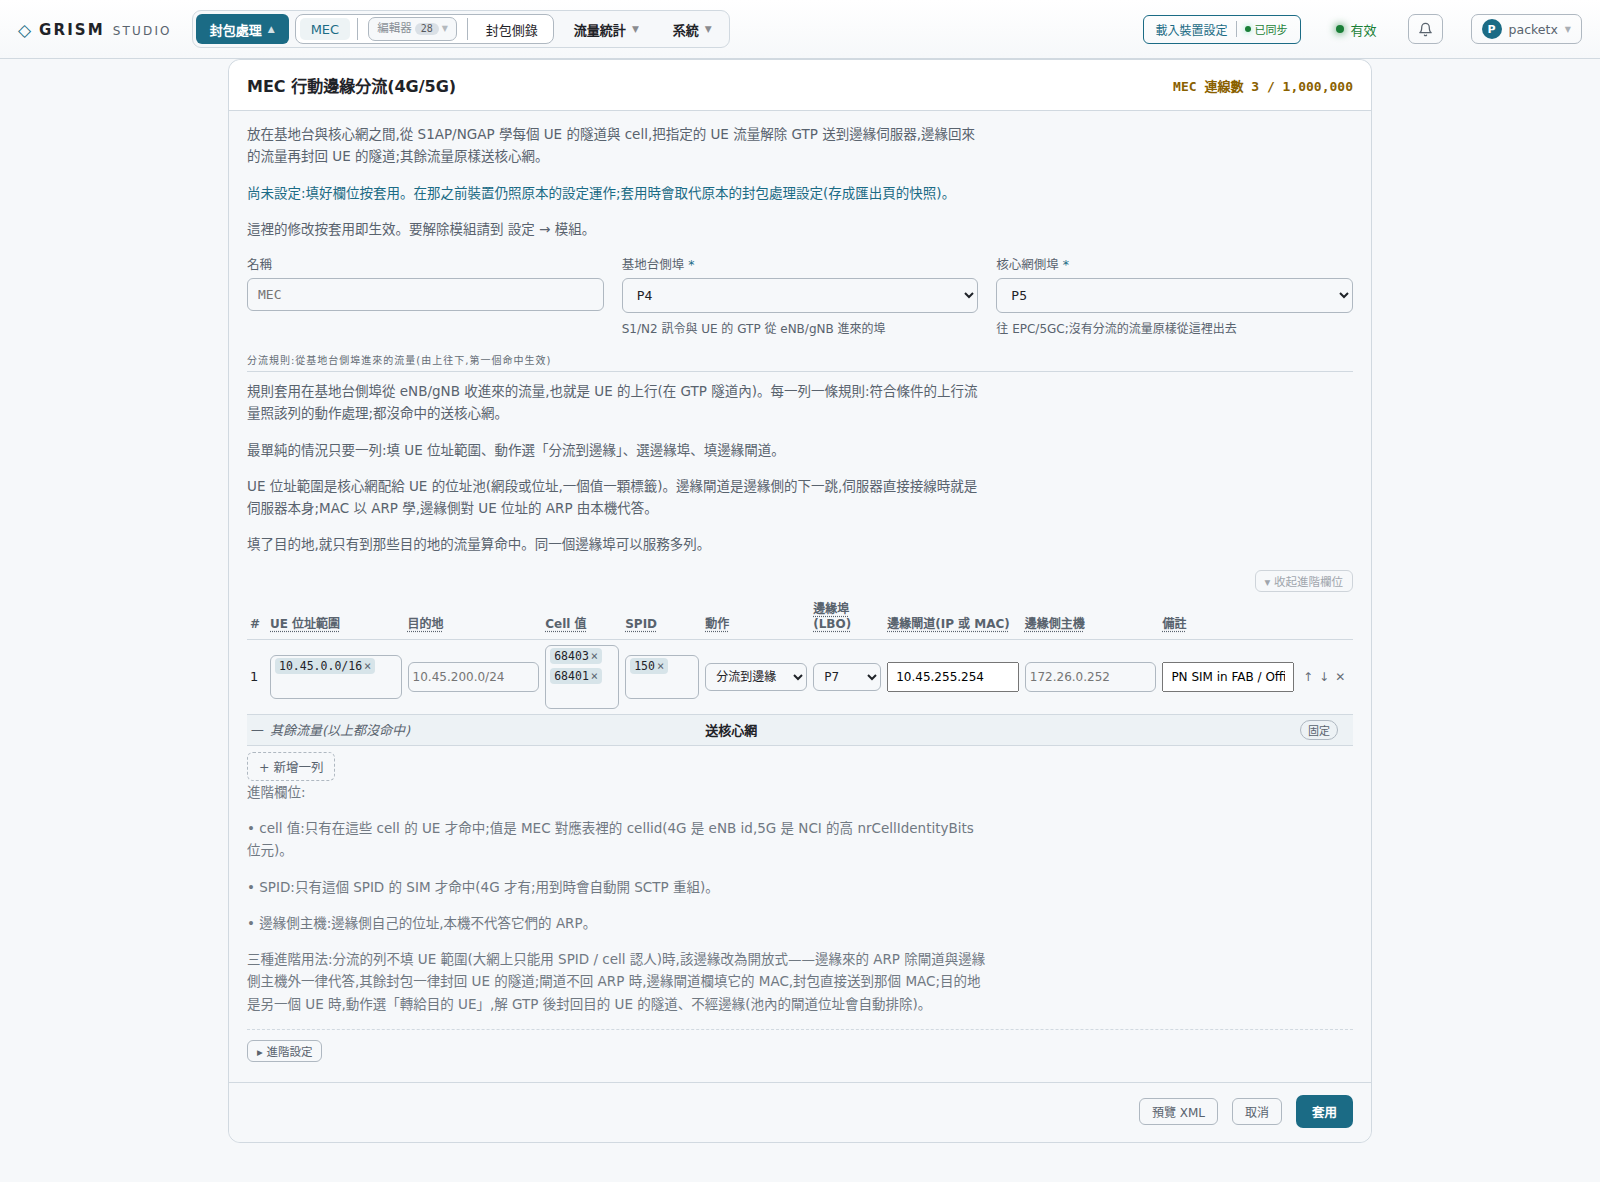 ◇ GRISM STUDIO 封包處理 ▲ MEC 編輯器 28 ▼ 封包側錄 流量統計 ▼ 系統 ▼ 載入裝置設定 ● 已同步 ● 有效 P packetx ▼
MEC 行動邊緣分流(4G/5G) MEC 連線數 3 / 1,000,000
放在基地台與核心網之間,從 S1AP/NGAP 學每個 UE 的隧道與 cell,把指定的 UE 流量解除 GTP 送到邊緣伺服器,邊緣回來
的流量再封回 UE 的隧道;其餘流量原樣送核心網。
尚未設定:填好欄位按套用。在那之前裝置仍照原本的設定運作;套用時會取代原本的封包處理設定(存成匯出頁的快照)。
這裡的修改按套用即生效。要解除模組請到 設定 → 模組。
名稱 基地台側埠 * 核心網側埠 *
MEC P4 P5
S1/N2 訊令與 UE 的 GTP 從 eNB/gNB 進來的埠 往 EPC/5GC;沒有分流的流量原樣從這裡出去
分流規則:從基地台側埠進來的流量(由上往下,第一個命中生效)
規則套用在基地台側埠從 eNB/gNB 收進來的流量,也就是 UE 的上行(在 GTP 隧道內)。每一列一條規則:符合條件的上行流
量照該列的動作處理;都沒命中的送核心網。
最單純的情況只要一列:填 UE 位址範圍、動作選「分流到邊緣」、選邊緣埠、填邊緣閘道。
UE 位址範圍是核心網配給 UE 的位址池(網段或位址,一個值一顆標籤)。邊緣閘道是邊緣側的下一跳,伺服器直接接線時就是
伺服器本身;MAC 以 ARP 學,邊緣側對 UE 位址的 ARP 由本機代答。
填了目的地,就只有到那些目的地的流量算命中。同一個邊緣埠可以服務多列。
▾ 收起進階欄位
# UE 位址範圍 目的地 Cell 值 SPID 動作 邊緣埠 (LBO) 邊緣閘道(IP 或 MAC) 邊緣側主機 備註
1 10.45.0.0/16 × 10.45.200.0/24 68403 × 68401 × 150 × 分流到邊緣 P7 10.45.255.254 172.26.0.252 PN SIM in FAB / Offi ↑ ↓ ✕
— 其餘流量(以上都沒命中) 送核心網 固定
+ 新增一列
進階欄位:
• cell 值:只有在這些 cell 的 UE 才命中;值是 MEC 對應表裡的 cellid(4G 是 eNB id,5G 是 NCI 的高 nrCellIdentityBits
位元)。
• SPID:只有這個 SPID 的 SIM 才命中(4G 才有;用到時會自動開 SCTP 重組)。
• 邊緣側主機:邊緣側自己的位址,本機不代答它們的 ARP。
三種進階用法:分流的列不填 UE 範圍(大網上只能用 SPID / cell 認人)時,該邊緣改為開放式——邊緣來的 ARP 除閘道與邊緣
側主機外一律代答,其餘封包一律封回 UE 的隧道;閘道不回 ARP 時,邊緣閘道欄填它的 MAC,封包直接送到那個 MAC;目的地
是另一個 UE 時,動作選「轉給目的 UE」,解 GTP 後封回目的 UE 的隧道、不經邊緣(池內的閘道位址會自動排除)。
▸ 進階設定
預覽 XML 取消 套用